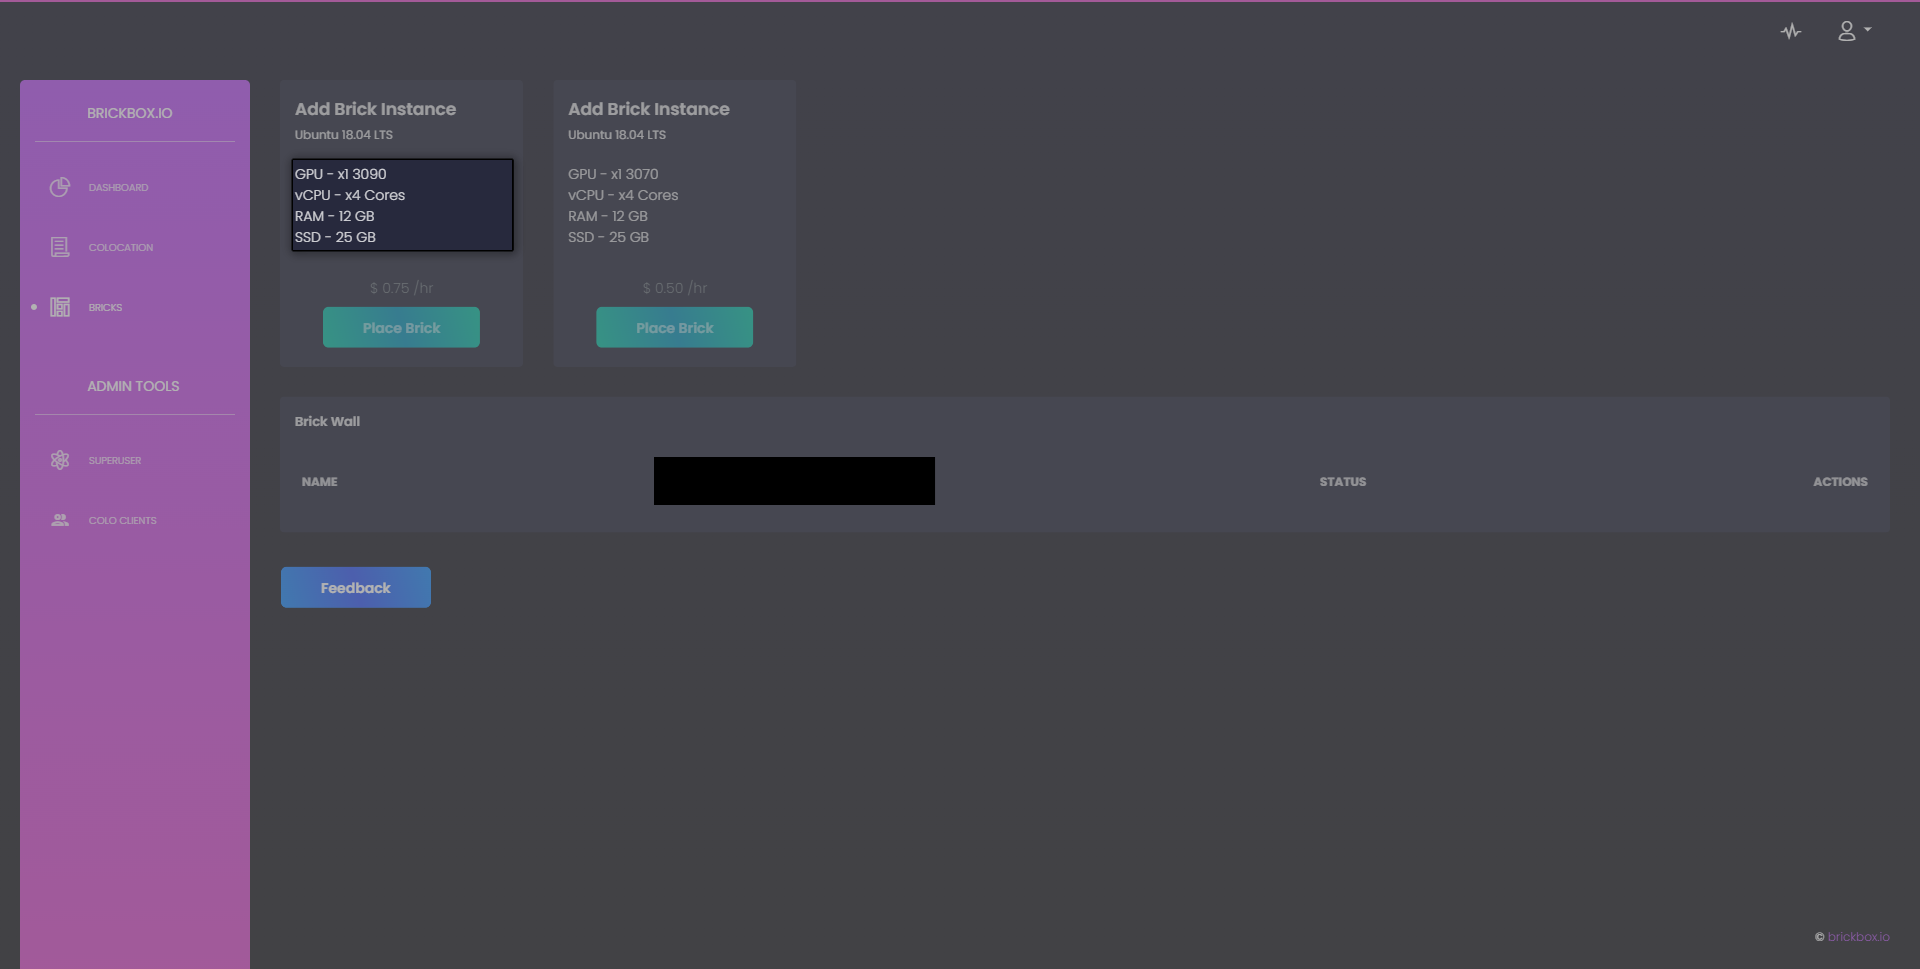 BRICKBOX.IO
DASHBOARD
COLOCATION
BRICKS
ADMIN TOOLS
SUPERUSER
COLO CLIENTS
Add Brick Instance
Ubuntu 18.04 LTS
GPU - x1 3090
vCPU - x4 Cores
RAM - 12 GB
SSD - 25 GB
$ 0.75 /hr
Place Brick
Add Brick Instance
Ubuntu 18.04 LTS
GPU - x1 3070
vCPU - x4 Cores
RAM - 12 GB
SSD - 25 GB
$ 0.50 /hr
Place Brick
Brick Wall
NAME STATUS ACTIONS
Feedback
© brickbox.io